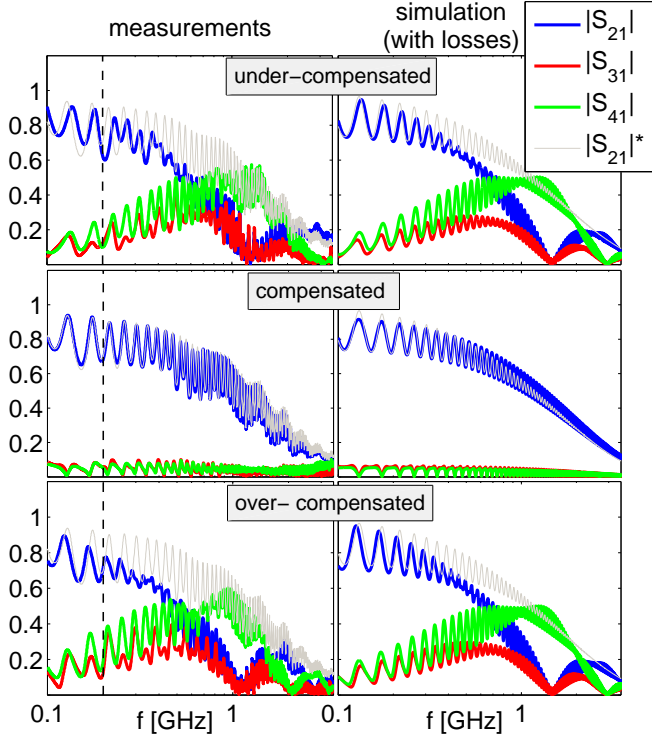 measurements
simulation
(with losses)
|S21|
|S31|
|S41|
|S21|*
under-compensated
1
0.8
0.6
0.4
0.2
compensated
1
0.8
0.6
0.4
0.2
over- compensated
1
0.8
0.6
0.4
0.2
0.1 f [GHz] 1 0.1 f [GHz] 1